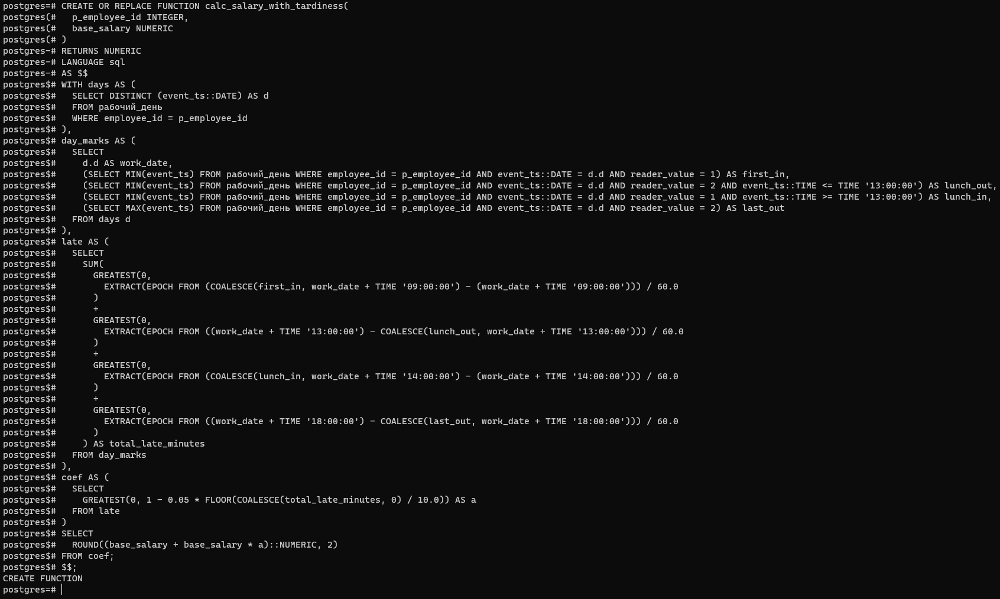 postgres=# CREATE OR REPLACE FUNCTION calc_salary_with_tardiness(
postgres(#   p_employee_id INTEGER,
postgres(#   base_salary NUMERIC
postgres(# )
postgres-# RETURNS NUMERIC
postgres-# LANGUAGE sql
postgres-# AS $$
postgres$# WITH days AS (
postgres$#   SELECT DISTINCT (event_ts::DATE) AS d
postgres$#   FROM рабочий_день
postgres$#   WHERE employee_id = p_employee_id
postgres$# ),
postgres$# day_marks AS (
postgres$#   SELECT
postgres$#     d.d AS work_date,
postgres$#     (SELECT MIN(event_ts) FROM рабочий_день WHERE employee_id = p_employee_id AND event_ts::DATE = d.d AND reader_value = 1) AS first_in,
postgres$#     (SELECT MIN(event_ts) FROM рабочий_день WHERE employee_id = p_employee_id AND event_ts::DATE = d.d AND reader_value = 2 AND event_ts::TIME <= TIME '13:00:00') AS lunch_out,
postgres$#     (SELECT MIN(event_ts) FROM рабочий_день WHERE employee_id = p_employee_id AND event_ts::DATE = d.d AND reader_value = 1 AND event_ts::TIME >= TIME '13:00:00') AS lunch_in,
postgres$#     (SELECT MAX(event_ts) FROM рабочий_день WHERE employee_id = p_employee_id AND event_ts::DATE = d.d AND reader_value = 2) AS last_out
postgres$#   FROM days d
postgres$# ),
postgres$# late AS (
postgres$#   SELECT
postgres$#     SUM(
postgres$#       GREATEST(0,
postgres$#         EXTRACT(EPOCH FROM (COALESCE(first_in, work_date + TIME '09:00:00') - (work_date + TIME '09:00:00'))) / 60.0
postgres$#       )
postgres$#       +
postgres$#       GREATEST(0,
postgres$#         EXTRACT(EPOCH FROM ((work_date + TIME '13:00:00') - COALESCE(lunch_out, work_date + TIME '13:00:00'))) / 60.0
postgres$#       )
postgres$#       +
postgres$#       GREATEST(0,
postgres$#         EXTRACT(EPOCH FROM (COALESCE(lunch_in, work_date + TIME '14:00:00') - (work_date + TIME '14:00:00'))) / 60.0
postgres$#       )
postgres$#       +
postgres$#       GREATEST(0,
postgres$#         EXTRACT(EPOCH FROM ((work_date + TIME '18:00:00') - COALESCE(last_out, work_date + TIME '18:00:00'))) / 60.0
postgres$#       )
postgres$#     ) AS total_late_minutes
postgres$#   FROM day_marks
postgres$# ),
postgres$# coef AS (
postgres$#   SELECT
postgres$#     GREATEST(0, 1 - 0.05 * FLOOR(COALESCE(total_late_minutes, 0) / 10.0)) AS a
postgres$#   FROM late
postgres$# )
postgres$# SELECT
postgres$#   ROUND((base_salary + base_salary * a)::NUMERIC, 2)
postgres$# FROM coef;
postgres$# $$;
CREATE FUNCTION
postgres=#